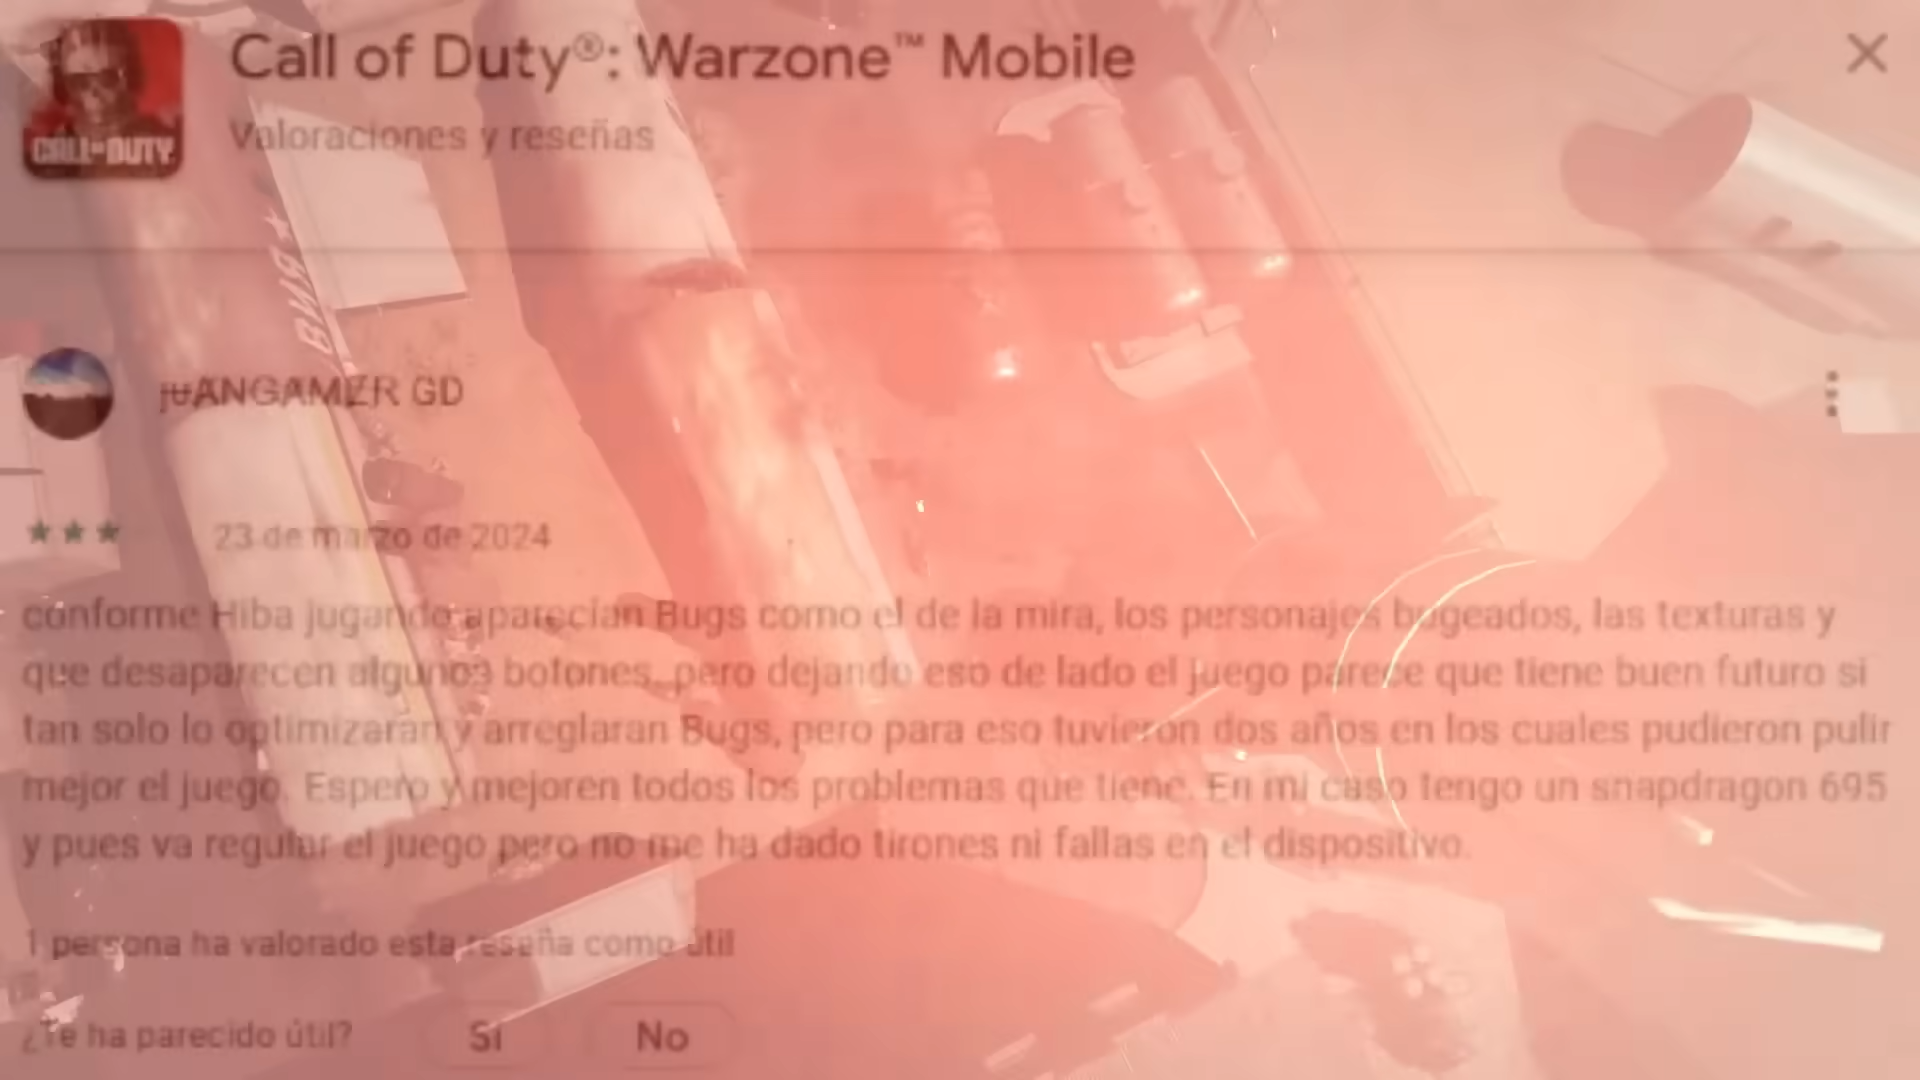 Call of Duty®: Warzone™ Mobile
Valoraciones y reseñas
CALL OF DUTY
juANGAMER GD
23 de marzo de 2024
conforme Hiba jugando aparecían Bugs como el de la mira, los personajes bugeados, las texturas y
que desaparecen algunos botones, pero dejando eso de lado el juego parece que tiene buen futuro si
tan solo lo optimizaran y arreglaran Bugs, pero para eso tuvieron dos años en los cuales pudieron pulir
mejor el juego. Espero y mejoren todos los problemas que tiene. En mi caso tengo un snapdragon 695
y pues va regular el juego pero no me ha dado tirones ni fallas en el dispositivo.
1 persona ha valorado esta reseña como útil
¿Te ha parecido útil? Sí No